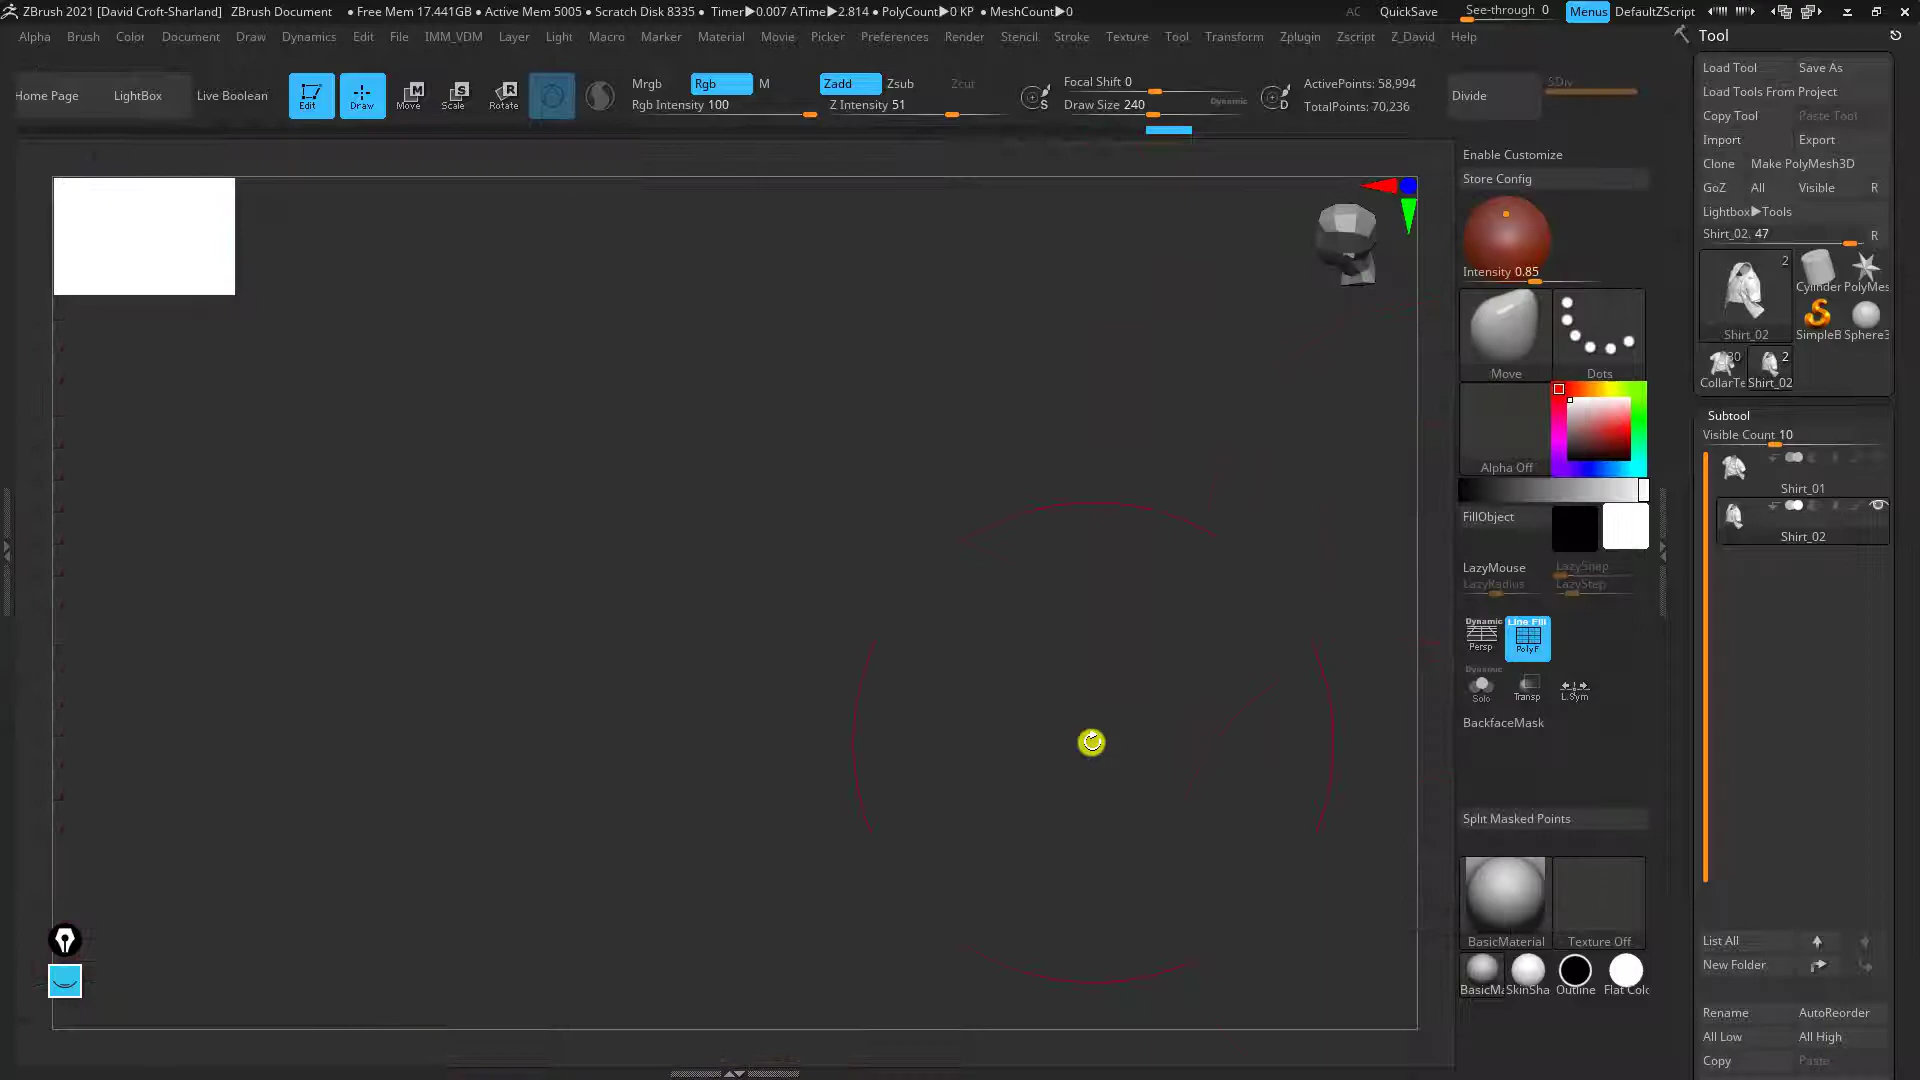 ZBrush 2021 [David Croft-Sharland] ZBrush Document • Free Mem 17.441GB • Active Mem 5005 • Scratch Disk 8335 • Timer▶0.007 ATime▶2.814 • PolyCount▶0 KP • MeshCount▶0 AC QuickSave See-through 0 Menus DefaultZScript
Alpha Brush Color Document Draw Dynamics Edit File IMM_VDM Layer Light Macro Marker Material Movie Picker Preferences Render Stencil Stroke Texture Tool Transform Zplugin Zscript Z_David Help
Home Page LightBox Live Boolean
Edit Draw Move Scale Rotate
Mrgb Rgb M
Rgb Intensity 100
Zadd Zsub Zcut
Z Intensity 51
S
Focal Shift 0
Draw Size 240 Dynamic
D
ActivePoints: 58,994
TotalPoints: 70,236
Divide SDiv
Enable Customize
Store Config
Intensity 0.85
Move Dots
Alpha Off
FillObject
LazyMouse LazySnap
LazyRadius LazyStep
Dynamic Line Fill
Persp PolyF
Dynamic
Solo Transp L.Sym
BackfaceMask
Split Masked Points
BasicMaterial Texture Off
BasicMa SkinSha Outline Flat Colo
Tool
Load Tool Save As
Load Tools From Project
Copy Tool Paste Tool
Import Export
Clone Make PolyMesh3D
GoZ All Visible R
Lightbox▶Tools
Shirt_02. 47 R
2
Shirt_02
Cylinder PolyMes
SimpleB Sphere3
30 2
CollarTe Shirt_02
Subtool
Visible Count 10
Shirt_01
Shirt_02
List All
New Folder
Rename AutoReorder
All Low All High
Copy Paste